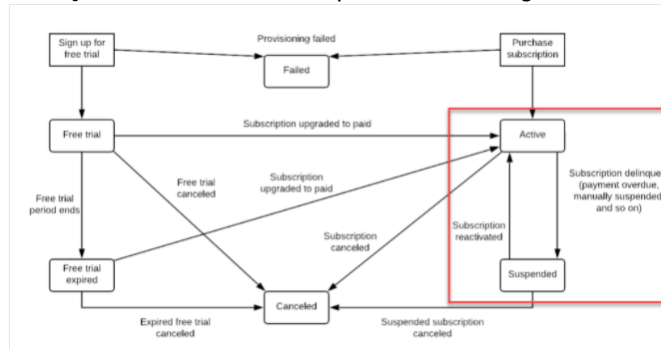 Sign up for
free trial
Provisioning failed
Purchase
subscription
Failed
Free trial
Subscription upgraded to paid
Active
Free trial
period ends
Free trial
canceled
Subscription
upgraded to paid
Subscription
canceled
Subscription
reactivated
Subscription delinque
(payment overdue,
manually suspended
and so on)
Free trial
expired
Canceled
Suspended
Expired free trial
canceled
Suspended subscription
canceled